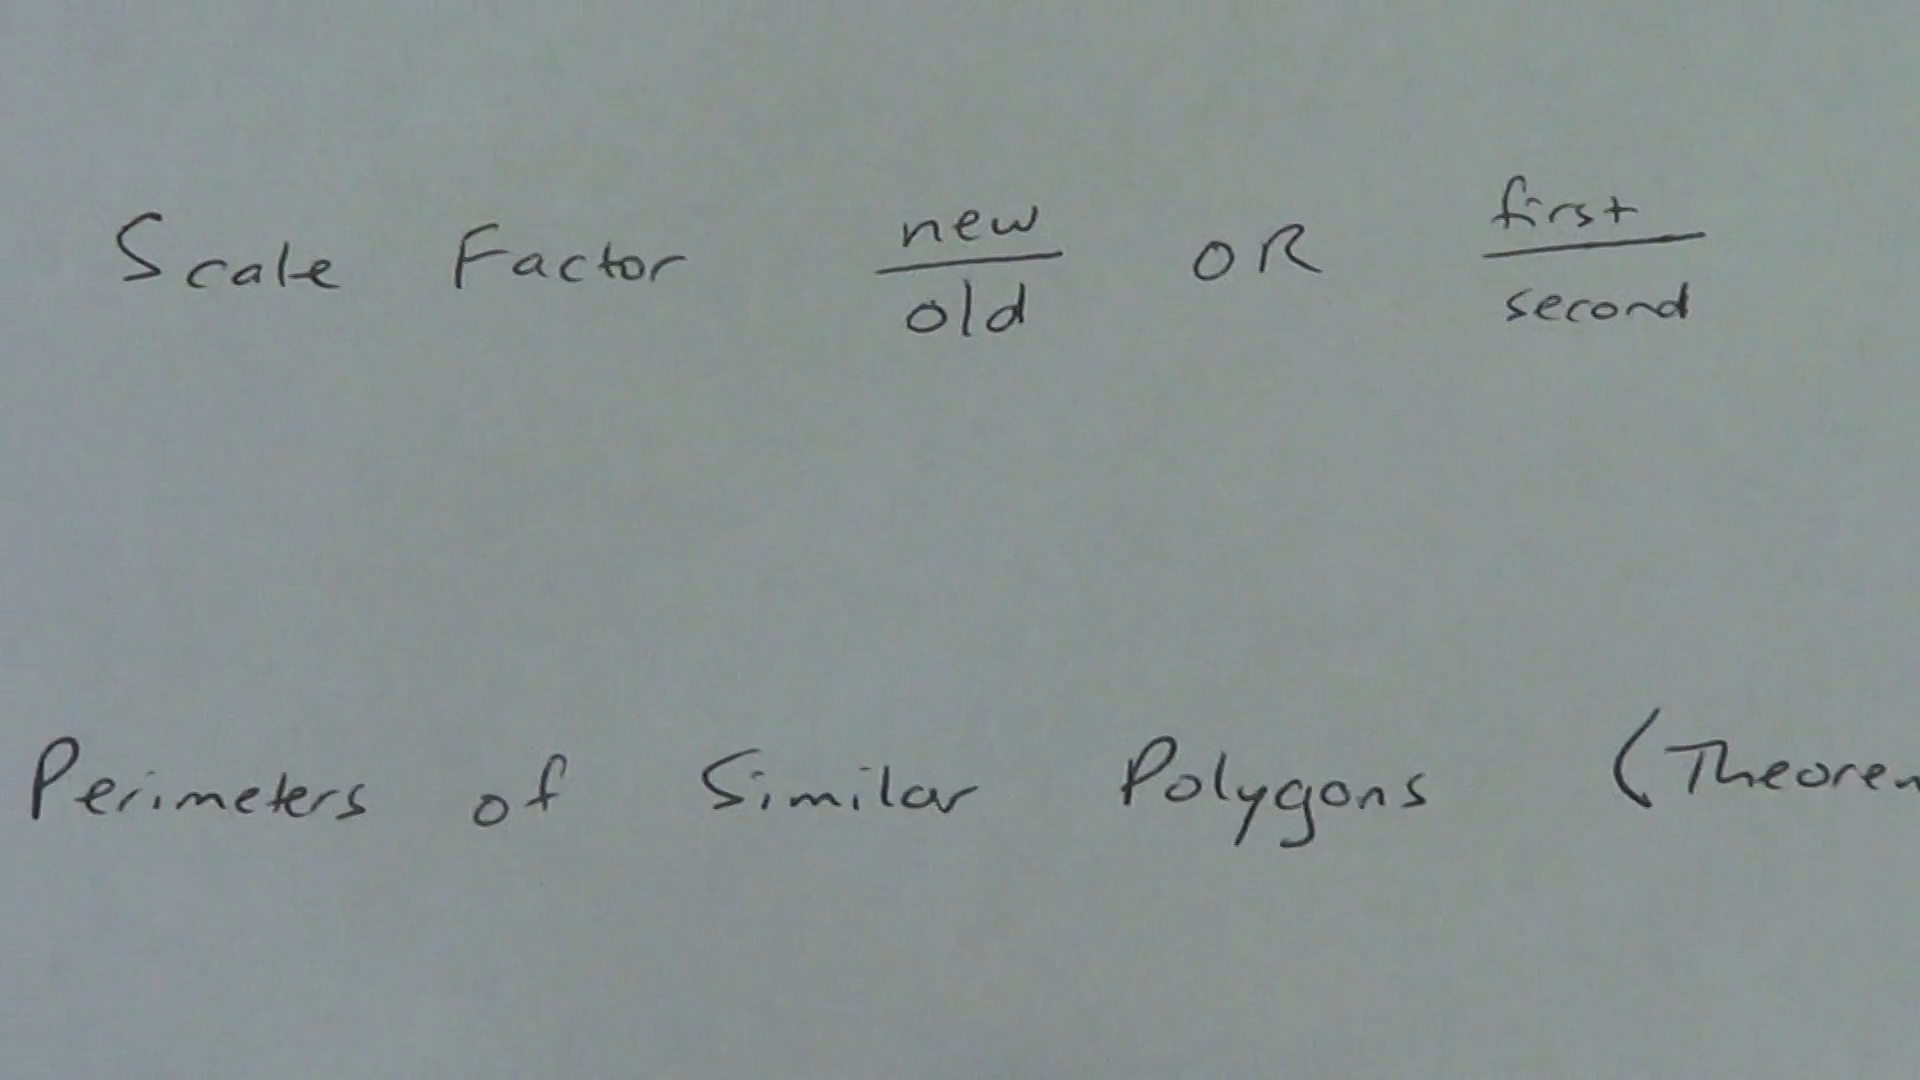 Scale Factor new/old OR first/second
Perimeters of Similar Polygons (Theorem